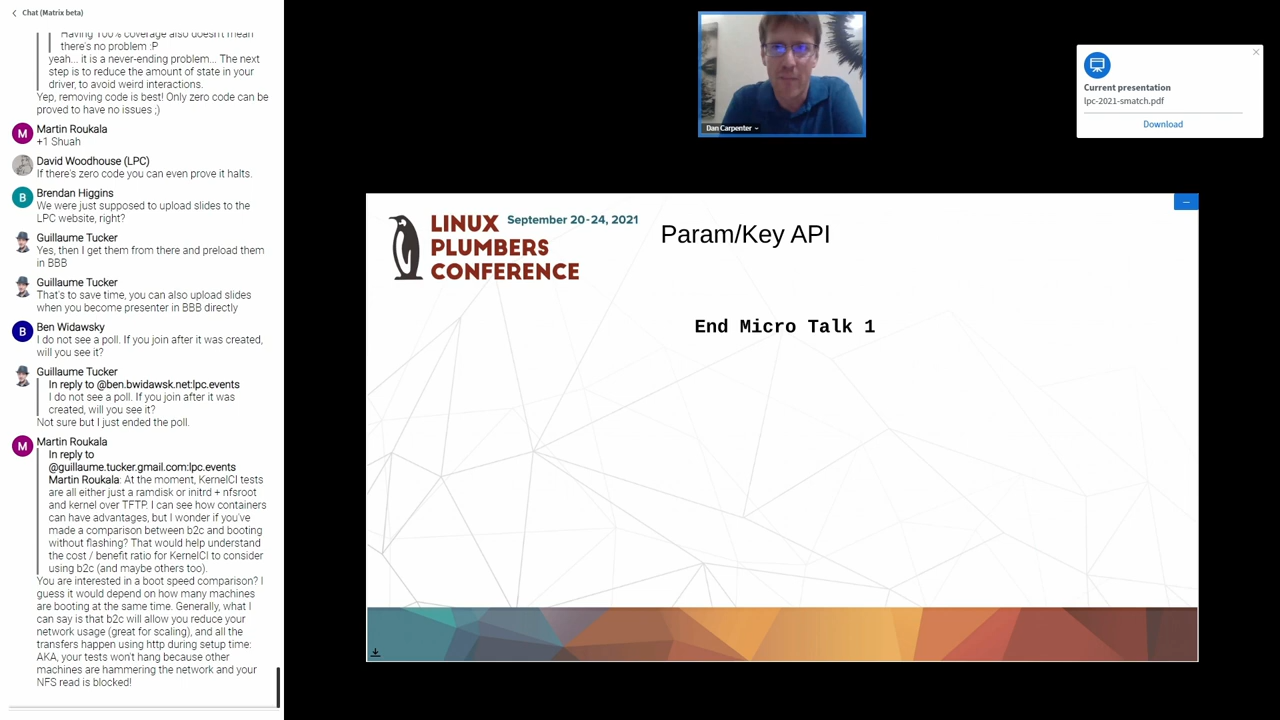 Chat (Matrix beta)
Having 100% coverage also doesn't mean
there's no problem :P
yeah... it is a never-ending problem... The next
step is to reduce the amount of state in your
driver, to avoid weird interactions.
Yep, removing code is best! Only zero code can be
proved to have no issues ;)
M
Martin Roukala
+1 Shuah
David Woodhouse (LPC)
If there's zero code you can even prove it halts.
B
Brendan Higgins
We were just supposed to upload slides to the
LPC website, right?
Guillaume Tucker
Yes, then I get them from there and preload them
in BBB
Guillaume Tucker
That's to save time, you can also upload slides
when you become presenter in BBB directly
B
Ben Widawsky
I do not see a poll. If you join after it was created,
will you see it?
Guillaume Tucker
In reply to @ben.bwidawsk.net:lpc.events
I do not see a poll. If you join after it was
created, will you see it?
Not sure but I just ended the poll.
M
Martin Roukala
In reply to
@guillaume.tucker.gmail.com:lpc.events
Martin Roukala: At the moment, KernelCI tests
are all either just a ramdisk or initrd + nfsroot
and kernel over TFTP. I can see how containers
can have advantages, but I wonder if you've
made a comparison between b2c and booting
without flashing? That would help understand
the cost / benefit ratio for KernelCI to consider
using b2c (and maybe others too).
You are interested in a boot speed comparison? I
guess it would depend on how many machines
are booting at the same time. Generally, what I
can say is that b2c will allow you reduce your
network usage (great for scaling), and all the
transfers happen using http during setup time:
AKA, your tests won't hang because other
machines are hammering the network and your
NFS read is blocked!
Dan Carpenter
Current presentation
lpc-2021-smatch.pdf
Download
LINUX
PLUMBERS
CONFERENCE
September 20-24, 2021
Param/Key API
End Micro Talk 1